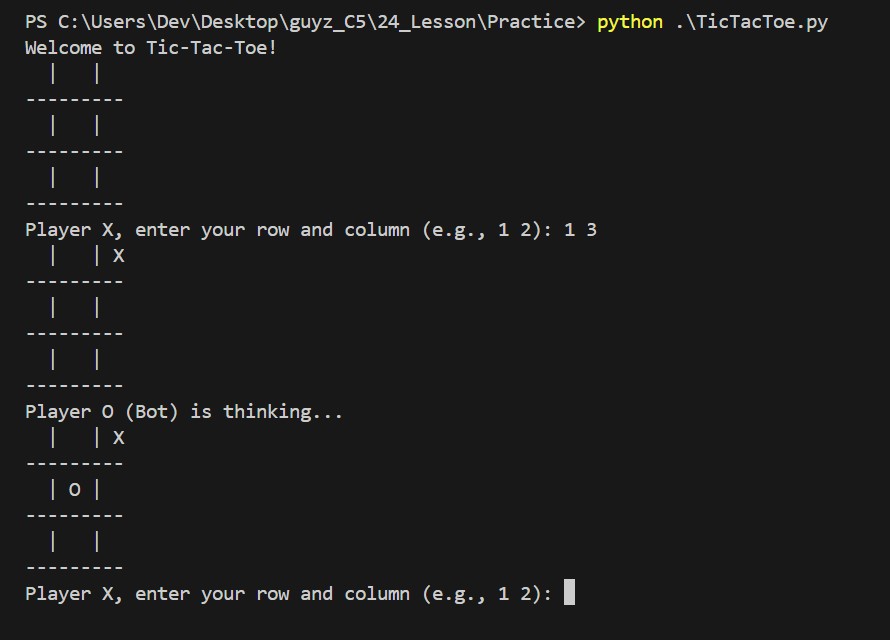 PS C:\Users\Dev\Desktop\guyz_C5\24_Lesson\Practice> python .\TicTacToe.py
Welcome to Tic-Tac-Toe!
  |   |  
---------
  |   |  
---------
  |   |  
---------
Player X, enter your row and column (e.g., 1 2): 1 3
  |   | X
---------
  |   |  
---------
  |   |  
---------
Player O (Bot) is thinking...
  |   | X
---------
  | O |  
---------
  |   |  
---------
Player X, enter your row and column (e.g., 1 2):